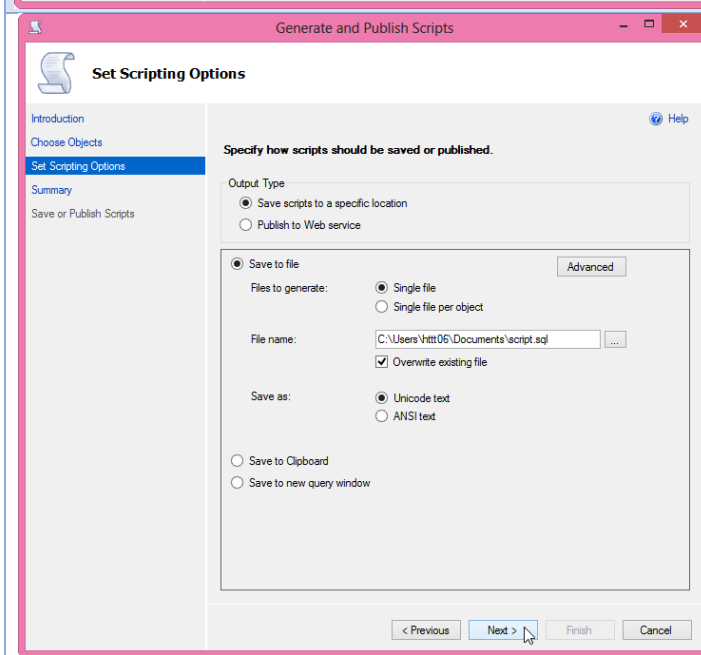 Generate and Publish Scripts
Set Scripting Options
Introduction
Choose Objects
Set Scripting Options
Summary
Save or Publish Scripts
Help
Specify how scripts should be saved or published.
Output Type
Save scripts to a specific location
Publish to Web service
Save to file
Advanced
Files to generate:
Single file
Single file per object
File name:
C:\Users\httt06\Documents\script.sql
...
Overwrite existing file
Save as:
Unicode text
ANSI text
Save to Clipboard
Save to new query window
< Previous
Next >
Finish
Cancel